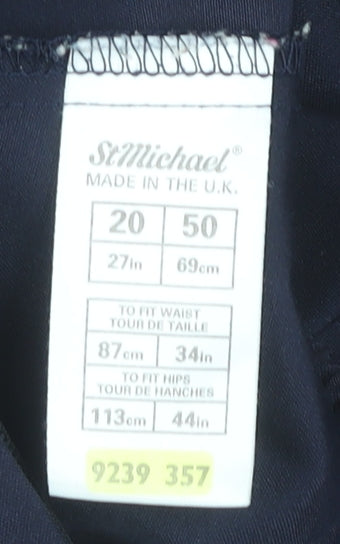 StMichael®
MADE IN THE U.K.
20 50
27in 69cm
TO FIT WAIST
TOUR DE TAILLE
87cm 34in
TO FIT HIPS
TOUR DE HANCHES
113cm 44in
9239 357